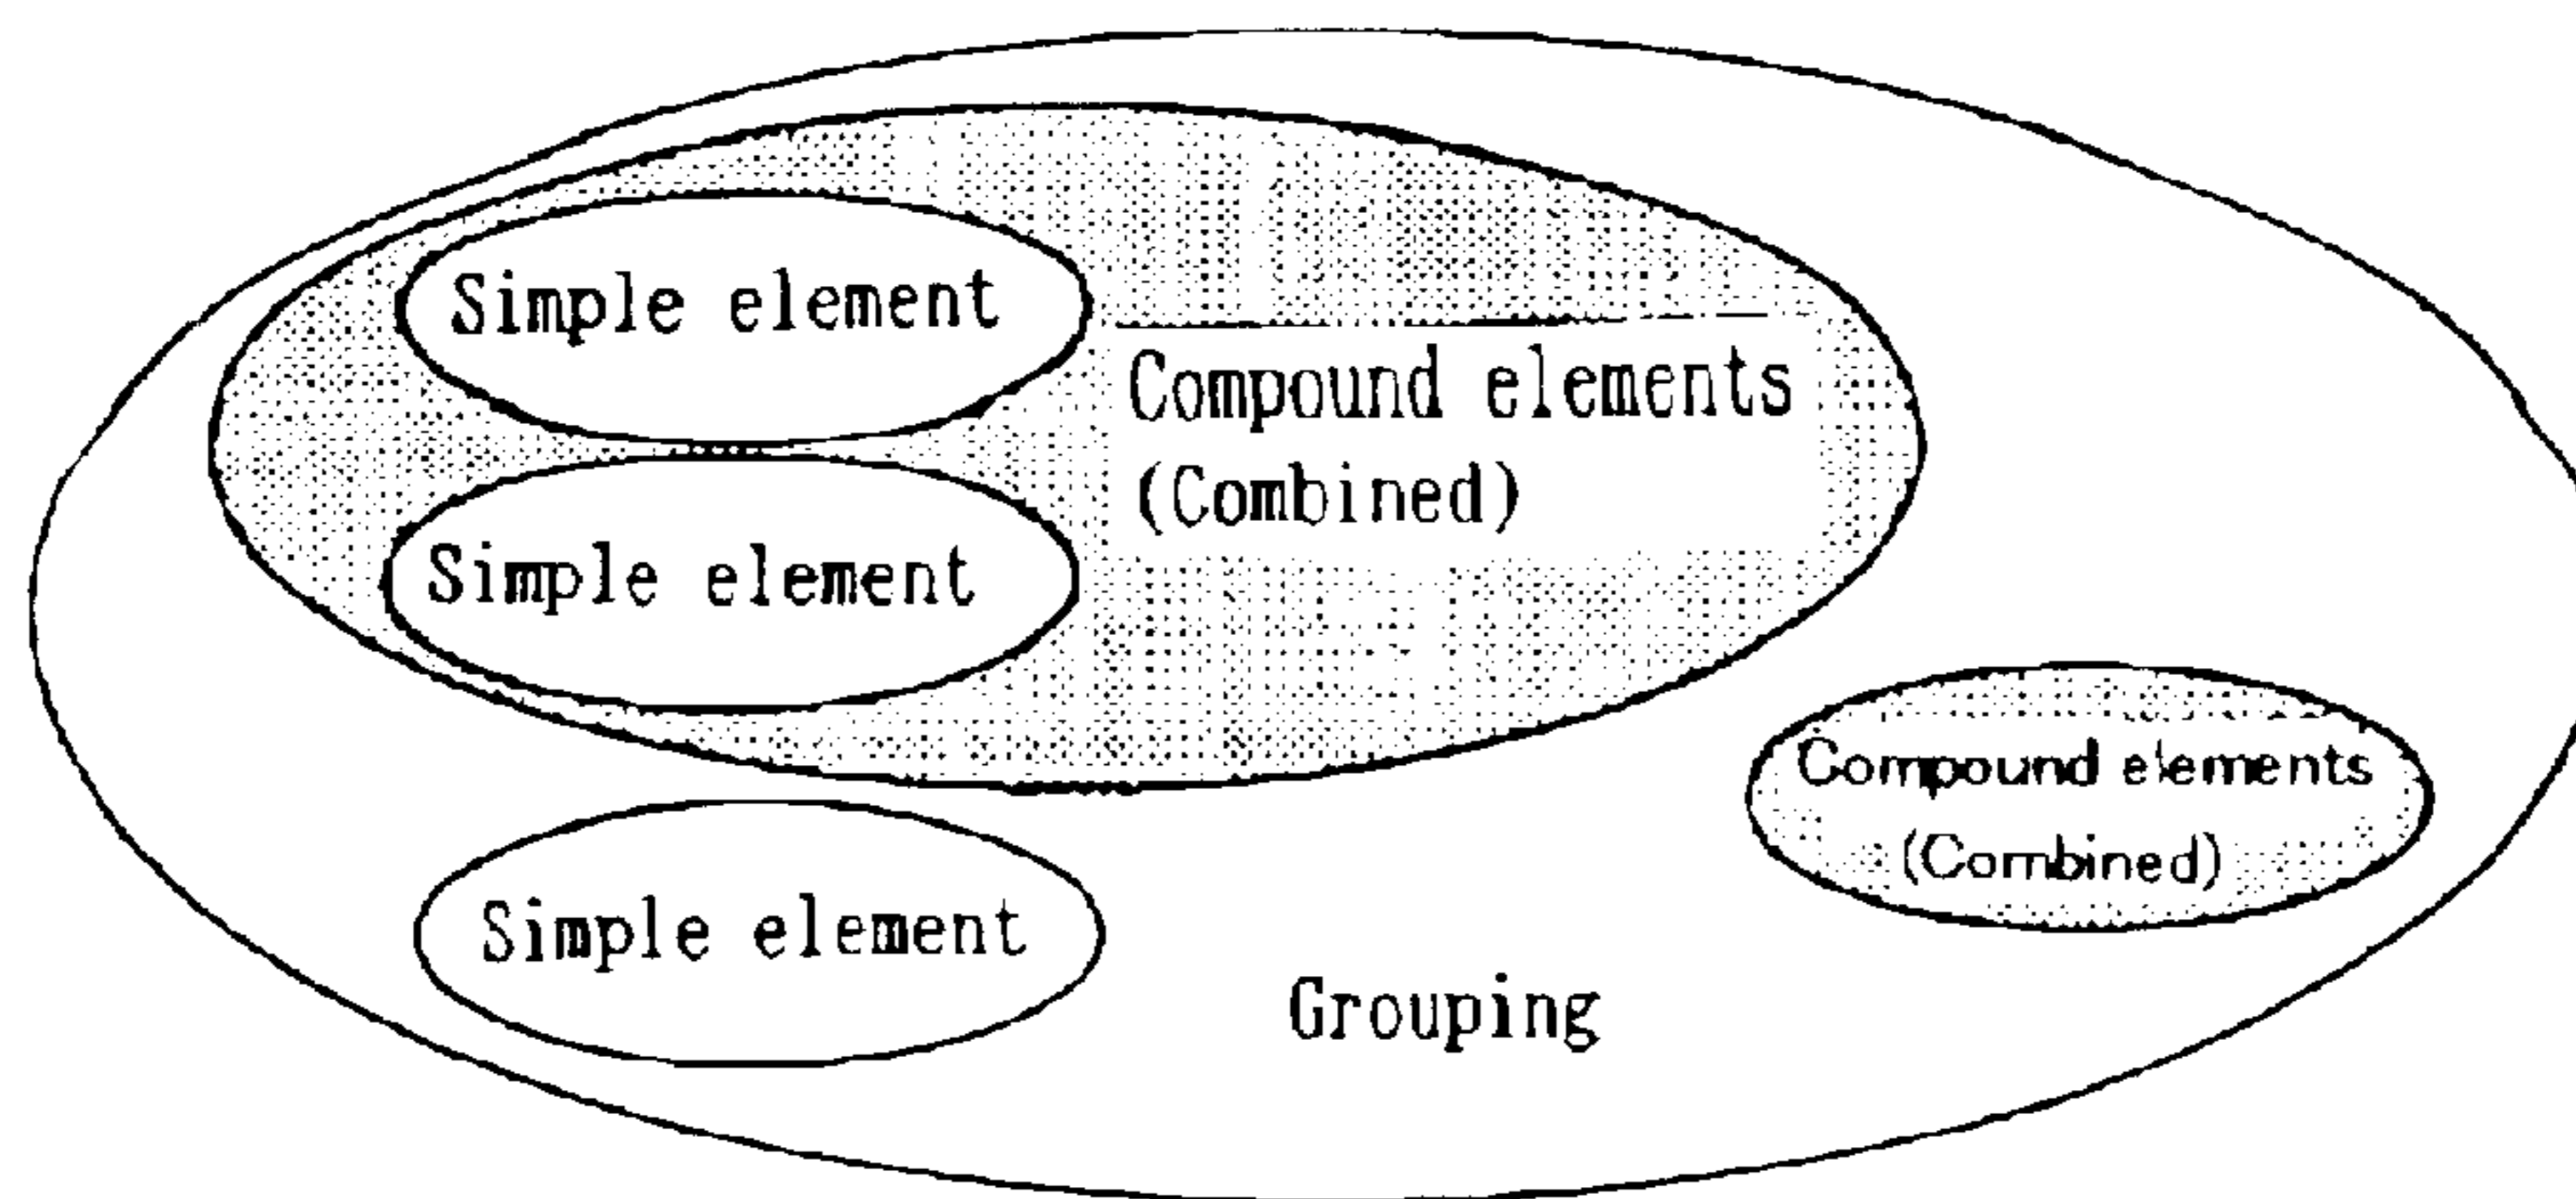 Simple element
Compound elements
(Combined)
Simple element
Compound elements
(Combined)
Simple element
Grouping